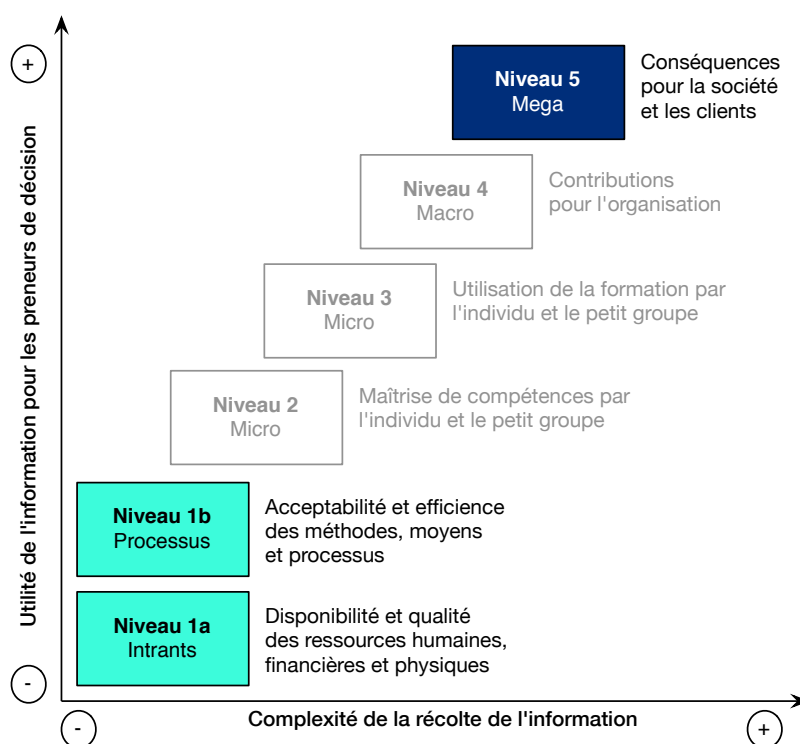 +
Utilité de l'information pour les preneurs de décision
Niveau 5
Mega
Conséquences
pour la société
et les clients
Niveau 4
Macro
Contributions
pour l'organisation
Niveau 3
Micro
Utilisation de la formation par
l'individu et le petit groupe
Niveau 2
Micro
Maîtrise de compétences par
l'individu et le petit groupe
Niveau 1b
Processus
Acceptabilité et efficience
des méthodes, moyens
et processus
Niveau 1a
Intrants
Disponibilité et qualité
des ressources humaines,
financières et physiques
-
-
Complexité de la récolte de l'information
+